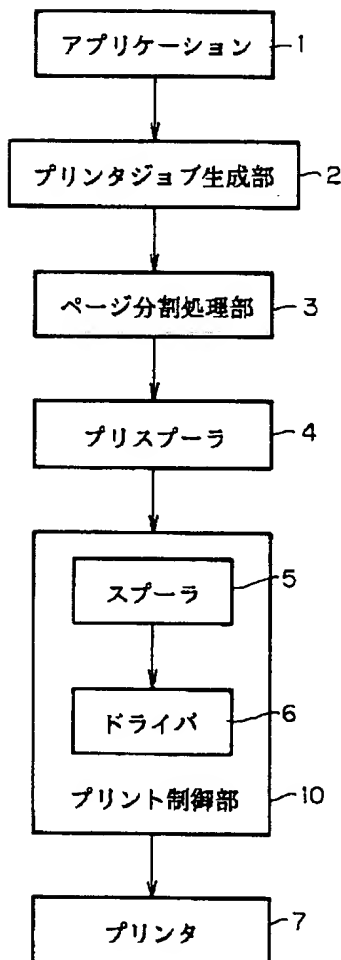 アプリケーション 1
プリンタジョブ生成部 2
ページ分割処理部 3
プリスプーラ 4
スプーラ 5
ドライバ 6
プリント制御部 10
プリンタ 7